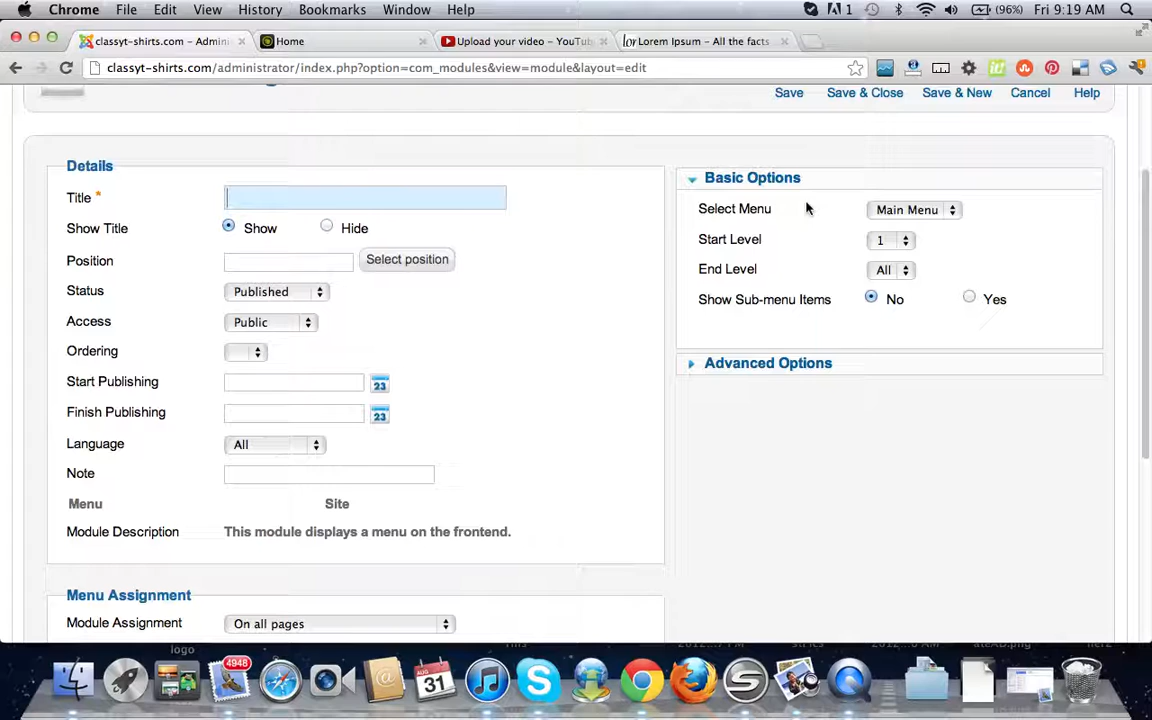 Chrome File Edit View History Bookmarks Window Help 1 (96%) Fri 9:19 AM
classyt-shirts.com - Admini Home Upload your video - YouTub Lorem Ipsum - All the facts
classyt-shirts.com/administrator/index.php?option=com_modules&view=module&layout=edit
Save Save & Close Save & New Cancel Help
Details
Title *
Show Title Show Hide
Position Select position
Status Published
Access Public
Ordering
Start Publishing 23
Finish Publishing 23
Language All
Note
Menu Site
Module Description This module displays a menu on the frontend.
Menu Assignment
Module Assignment On all pages
Basic Options
Select Menu Main Menu
Start Level 1
End Level All
Show Sub-menu Items No Yes
Advanced Options
logo
4948
31